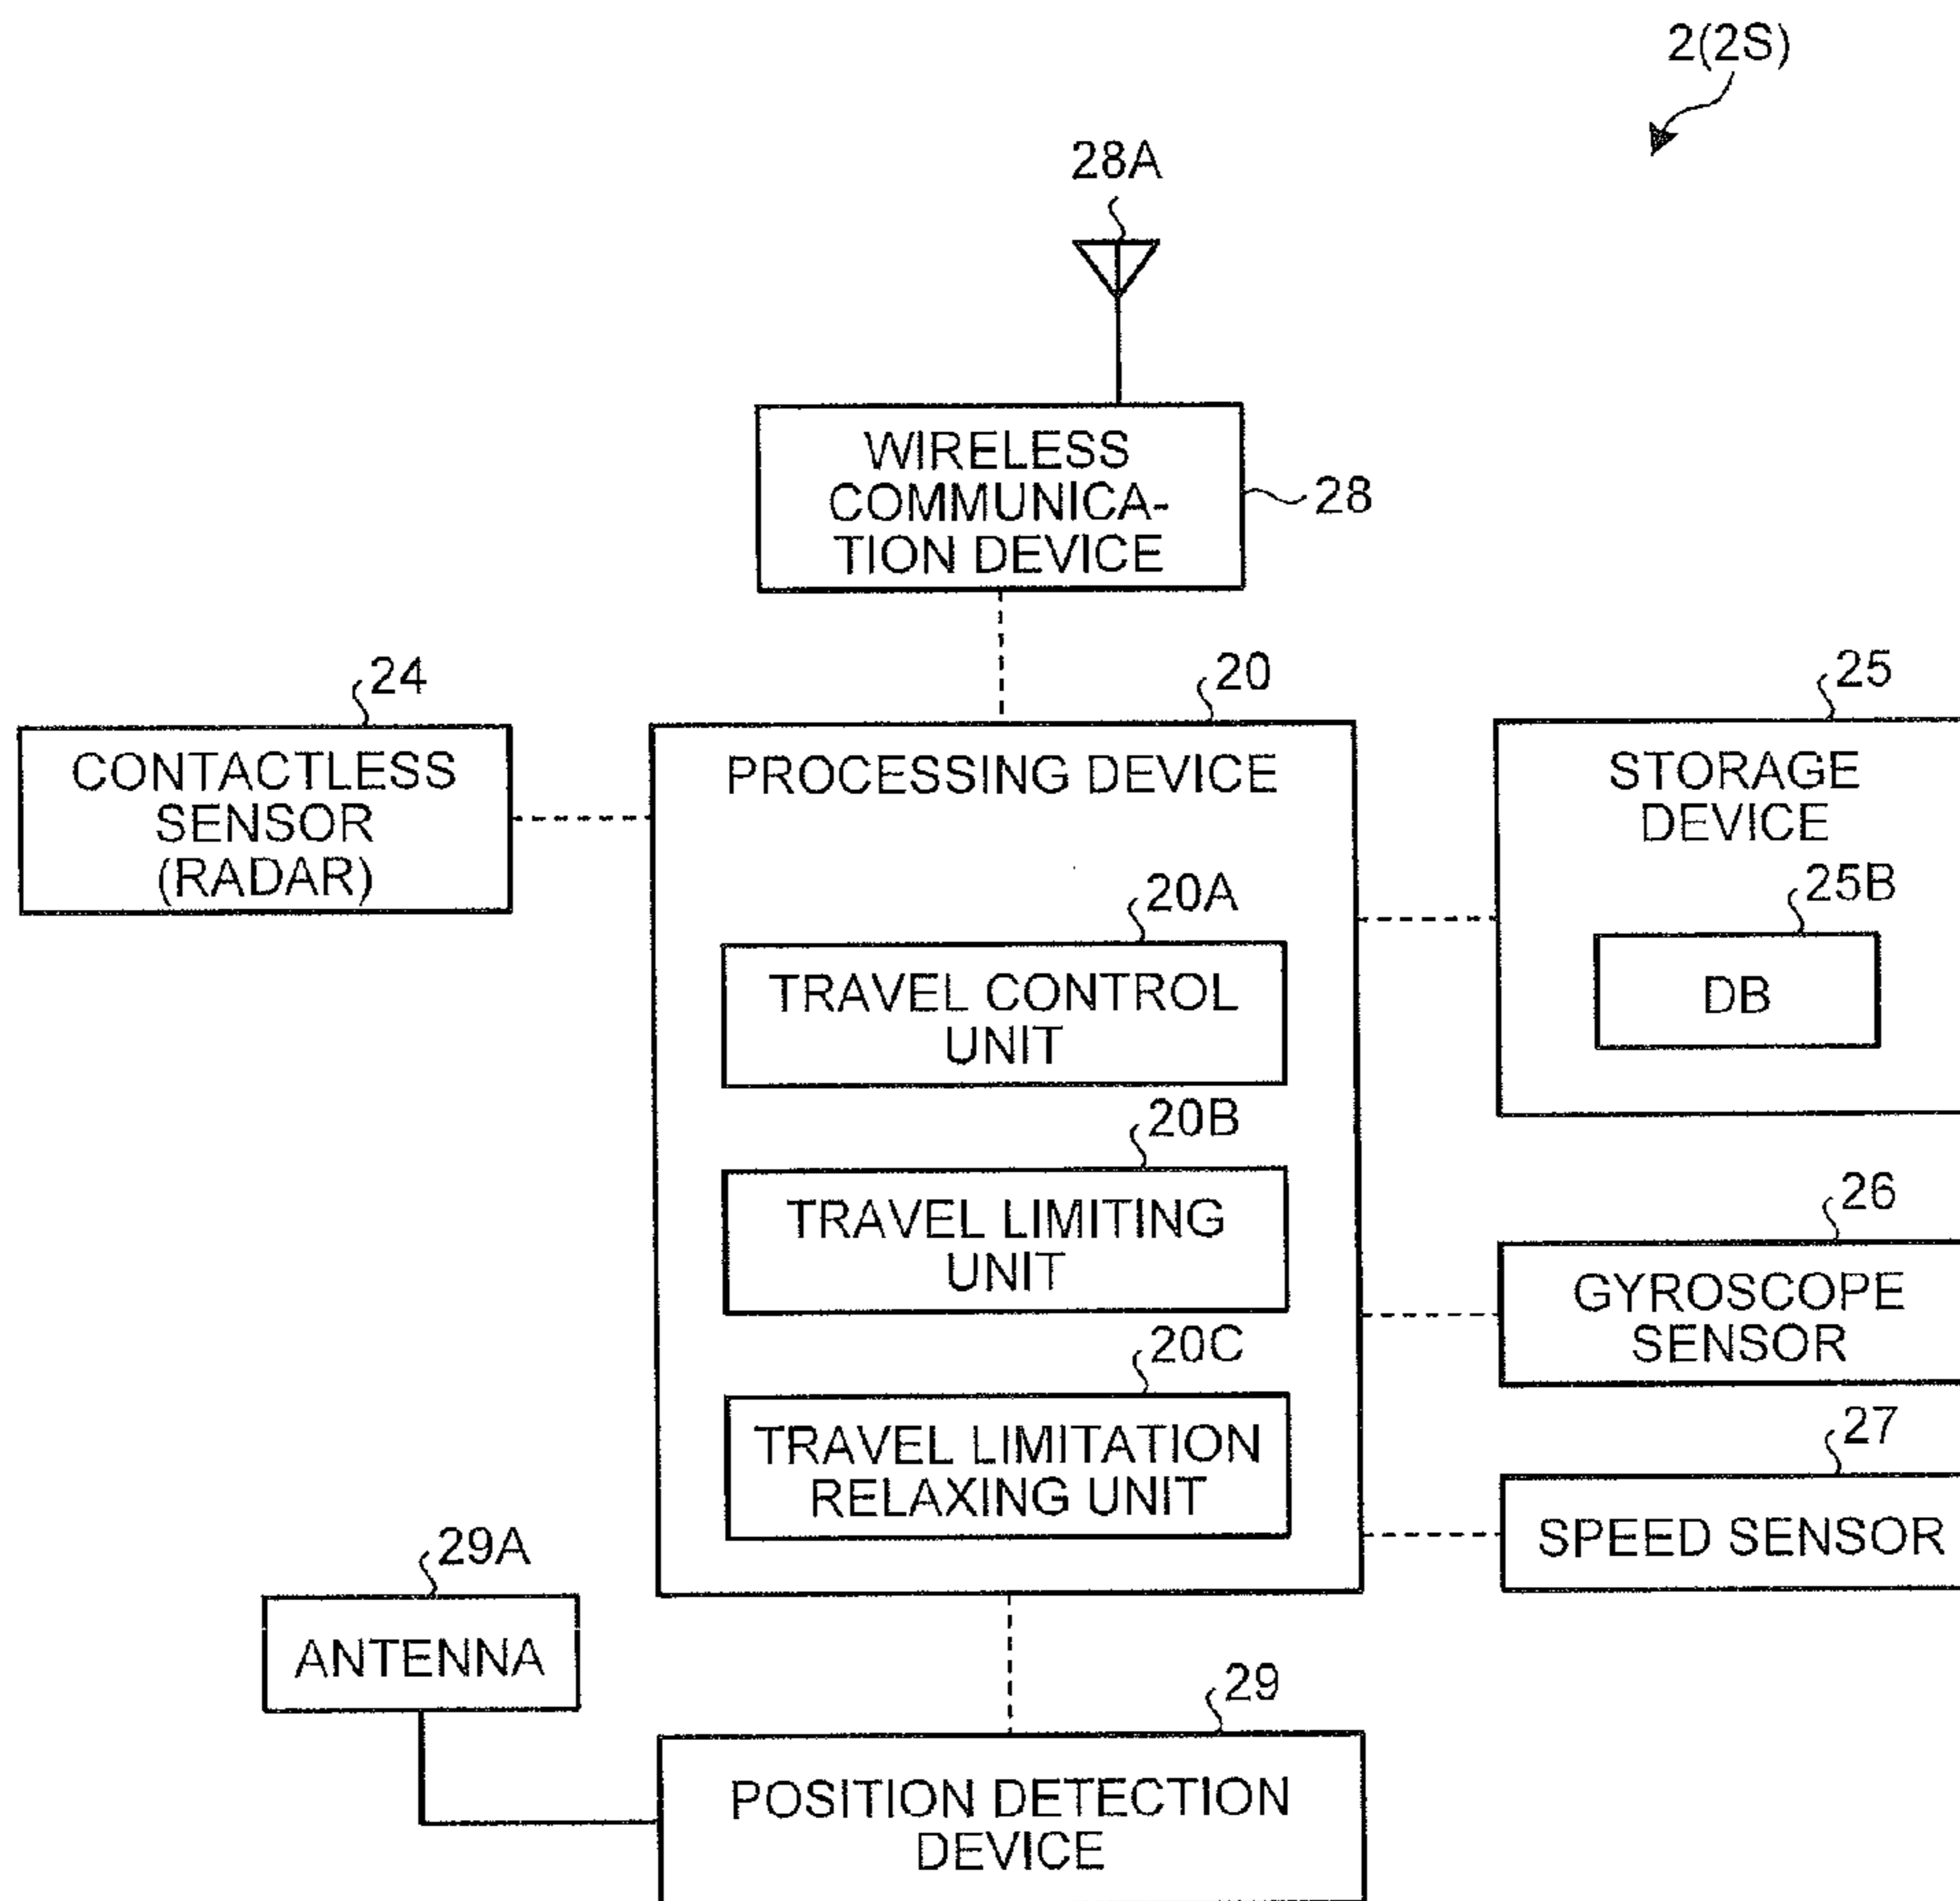 2(2S)
28A
WIRELESS
COMMUNICA-
TION DEVICE
28
24
CONTACTLESS
SENSOR
(RADAR)
20
PROCESSING DEVICE
20A
TRAVEL CONTROL
UNIT
20B
TRAVEL LIMITING
UNIT
20C
TRAVEL LIMITATION
RELAXING UNIT
25
STORAGE
DEVICE
25B
DB
26
GYROSCOPE
SENSOR
27
SPEED SENSOR
29A
ANTENNA
29
POSITION DETECTION
DEVICE